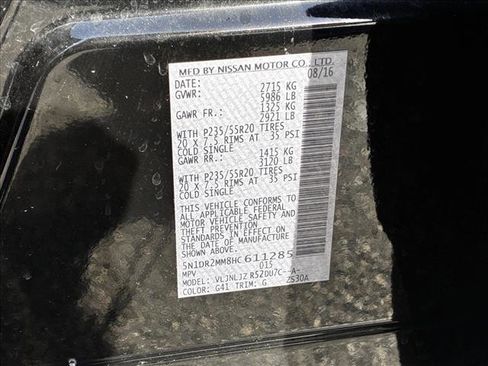 MFD BY NISSAN MOTOR CO., LTD.
DATE: 08/16
GVWR: 2715 KG
5986 LB
GAWR FR.: 1325 KG
2921 LB
WITH P235/55R20 TIRES
20 X 7.5 RIMS AT 35 PSI
COLD SINGLE
GAWR RR.: 1415 KG
3120 LB
WITH P235/55R20 TIRES
20 X 7.5 RIMS AT 35 PSI
COLD SINGLE
THIS VEHICLE CONFORMS TO
ALL APPLICABLE FEDERAL
MOTOR VEHICLE SAFETY AND
THEFT PREVENTION
STANDARDS IN EFFECT ON
THE DATE OF MANUFACTURE
SHOWN ABOVE.
5N1DR2MM8HC611285
MPV 015
MODEL: VLJNLJZ R520U7C--A-
COLOR: G41 TRIM: G ZS30A